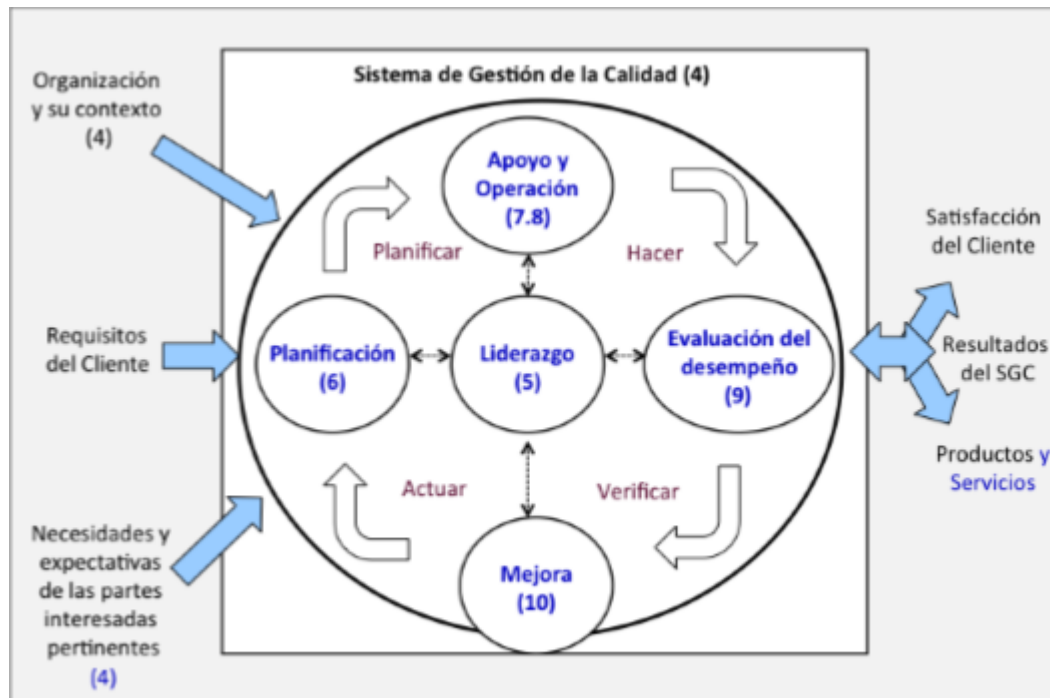 Sistema de Gestión de la Calidad (4)
Organización
y su contexto
(4)
Requisitos
del Cliente
Necesidades y
expectativas
de las partes
interesadas
pertinentes
(4)
Apoyo y
Operación
(7.8)
Planificar
Hacer
Planificación
(6)
Liderazgo
(5)
Evaluación del
desempeño
(9)
Actuar
Verificar
Mejora
(10)
Satisfacción
del Cliente
Resultados
del SGC
Productos y
Servicios